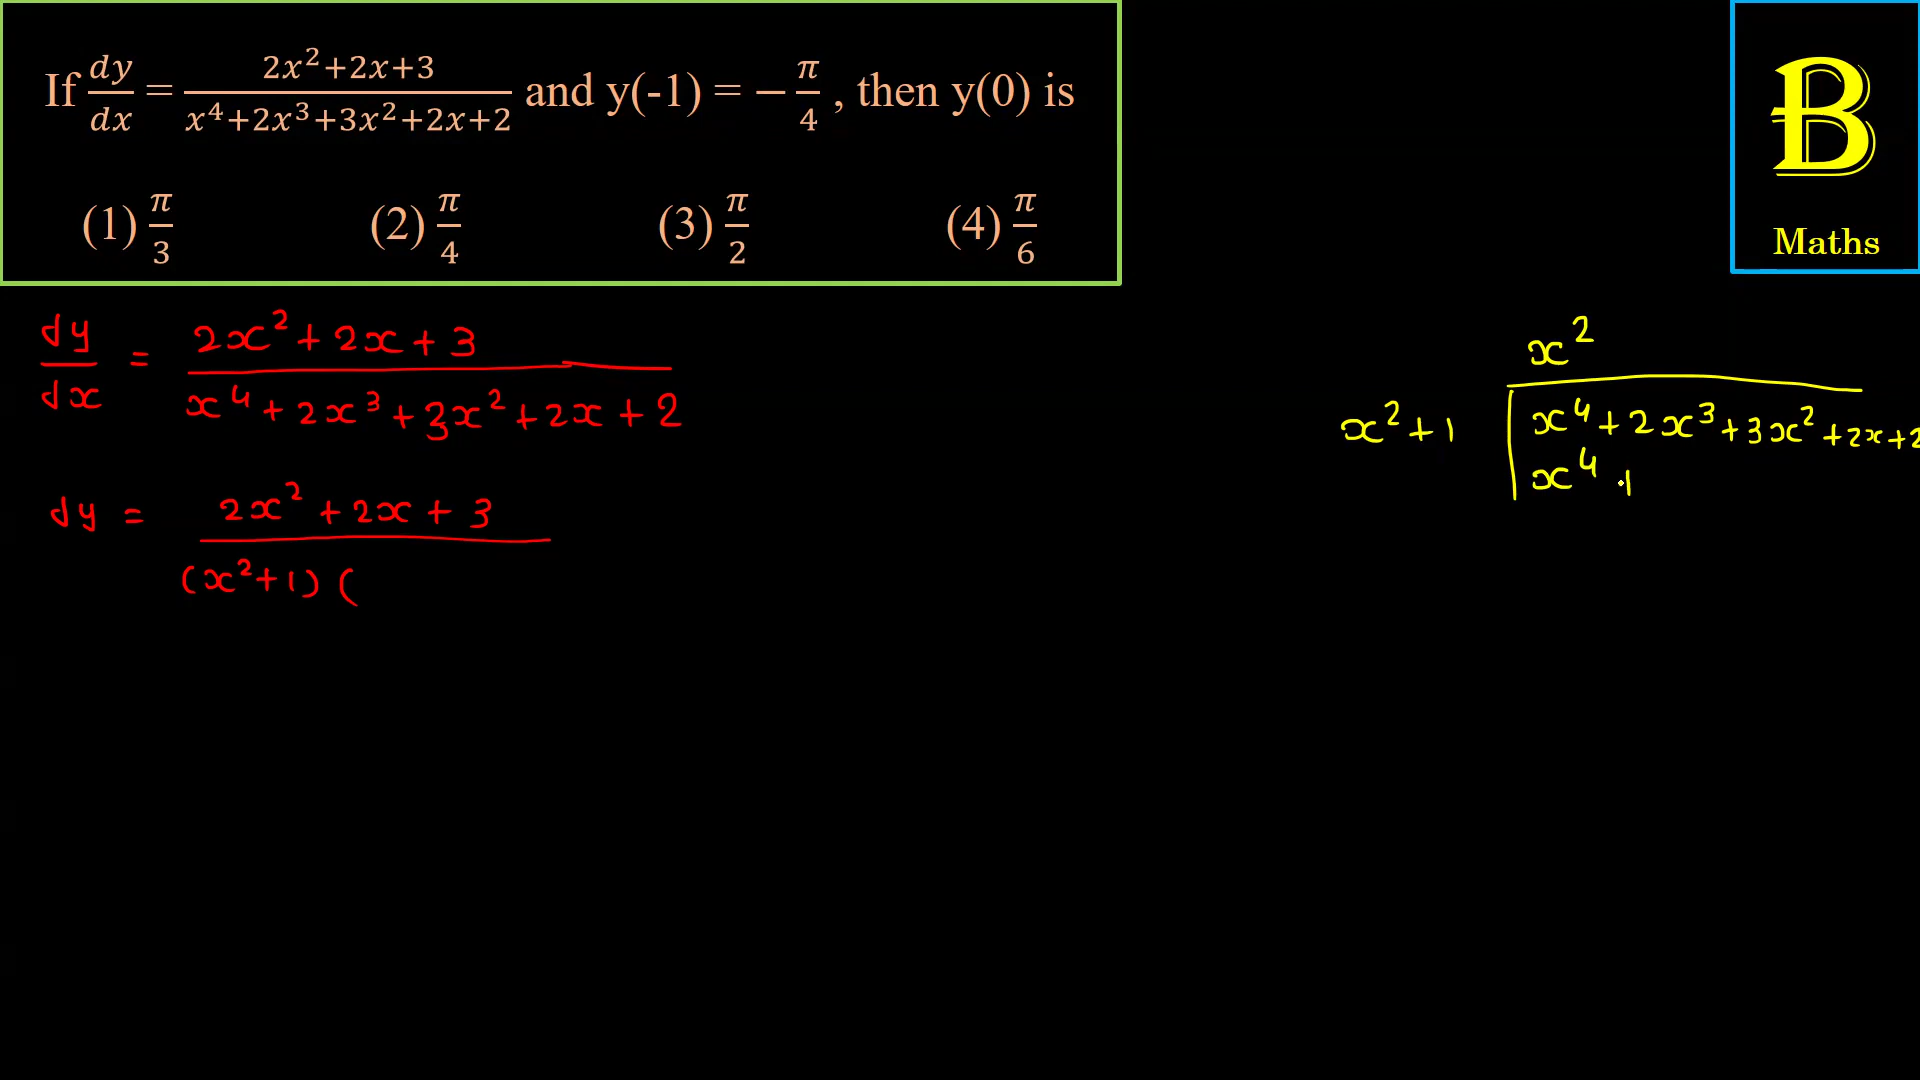 If dy/dx = (2x²+2x+3)/(x⁴+2x³+3x²+2x+2) and y(-1) = −π/4 , then y(0) is
(1) π/3 (2) π/4 (3) π/2 (4) π/6
B
Maths
dy/dx = (2x² + 2x + 3)/(x⁴ + 2x³ + 3x² + 2x + 2)
dy = (2x² + 2x + 3)/((x²+1) (
x²
x²+1 x⁴ + 2x³ + 3x² + 2x + 2
x⁴